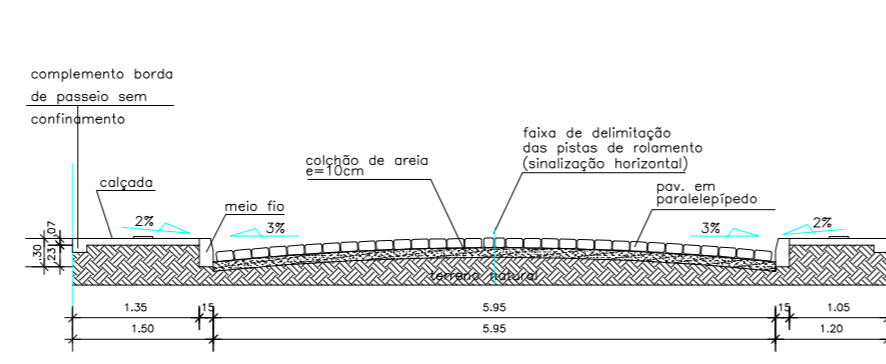 complemento borda
de passeio sem
confinamento
calçada
meio fio
colchão de areia
e=10cm
faixa de delimitação
das pistas de rolamento
(sinalização horizontal)
pav. em
paralelepípedo
2%
3%
3%
2%
.07
.23
.30
terreno natural
1.35
15
5.95
15
1.05
1.50
5.95
1.20